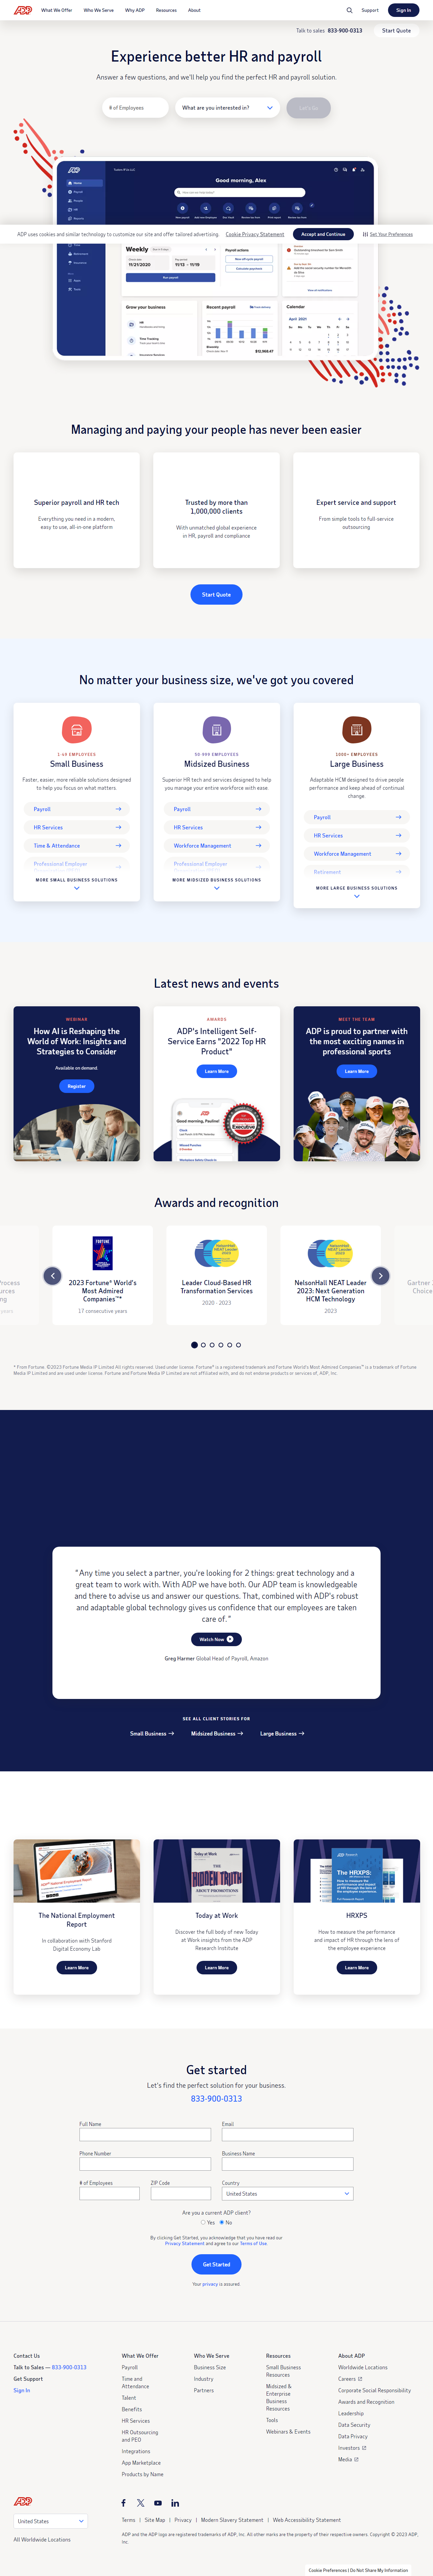 ADP
What We Offer
Who We Serve
Why ADP
Resources
About
Support
Sign In
Talk to sales 833-900-0313
Start Quote
Experience better HR and payroll
Answer a few questions, and we'll help you find the perfect HR and payroll solution.
# of Employees
What are you interested in?
Let's Go
Good morning, Alex
ADP uses cookies and similar technology to customize our site and offer tailored advertising.
Cookie Privacy Statement
Accept and Continue
Set Your Preferences
Weekly
Payroll actions
11/21/2020
11/13 – 11/19
Run payroll
Grow your business
Recent payroll
Calendar
HR
Time Tracking
Biweekly
$12,968.47
April 2021
Managing and paying your people has never been easier
Superior payroll and HR tech
Everything you need in a modern,
easy to use, all-in-one platform
Trusted by more than
1,000,000 clients
With unmatched global experience
in HR, payroll and compliance
Expert service and support
From simple tools to full-service
outsourcing
Start Quote
No matter your business size, we've got you covered
1-49 EMPLOYEES
Small Business
Faster, easier, more reliable solutions designed
to help you focus on what matters.
Payroll
HR Services
Time & Attendance
Professional Employer
MORE SMALL BUSINESS SOLUTIONS
50-999 EMPLOYEES
Midsized Business
Superior HR tech and services designed to help
you manage your entire workforce with ease.
Payroll
HR Services
Workforce Management
Professional Employer
MORE MIDSIZED BUSINESS SOLUTIONS
1000+ EMPLOYEES
Large Business
Adaptable HCM designed to drive people
performance and keep ahead of continual
change.
Payroll
HR Services
Workforce Management
Retirement
MORE LARGE BUSINESS SOLUTIONS
Latest news and events
WEBINAR
How AI is Reshaping the
World of Work: Insights and
Strategies to Consider
Available on demand
Register
AWARDS
ADP's Intelligent Self-
Service Earns "2022 Top HR
Product"
Learn More
Good morning, Pauline!
Executive
MEET THE TEAM
ADP is proud to partner with
the most exciting names in
professional sports
Learn More
Awards and recognition
2023 Fortune® World's
Most Admired
Companies™*
17 consecutive years
Leader Cloud-Based HR
Transformation Services
2020 - 2023
NelsonHall NEAT Leader
2023: Next Generation
HCM Technology
2023
Gartner
Choice
* From Fortune. ©2023 Fortune Media IP Limited All rights reserved. Used under license. Fortune® is a registered trademark and Fortune World's Most Admired Companies™ is a trademark of Fortune
Media IP Limited and are used under license. Fortune and Fortune Media IP Limited are not affiliated with, and do not endorse products or services of, ADP, Inc.
"Any time you select a partner, you're looking for 2 things: great technology and a
great team to work with. With ADP we have both. Our ADP team is knowledgeable
and there to advise us and answer our questions. That, combined with ADP's robust
and adaptable global technology gives us confidence that our employees are taken
care of."
Watch Now
Greg Harmer Global Head of Payroll, Amazon
SEE ALL CLIENT STORIES FOR
Small Business
Midsized Business
Large Business
The National Employment
Report
In collaboration with Stanford
Digital Economy Lab
Learn More
Today at Work
THE HIDDEN TRUTH
ABOUT PROMOTIONS
Today at Work
Discover the full body of new Today
at Work insights from the ADP
Research Institute
Learn More
The HRXPS:
HRXPS
How to measure the performance
and impact of HR through the lens of
the employee experience
Learn More
Get started
Let's find the perfect solution for your business.
833-900-0313
Full Name
Email
Phone Number
Business Name
# of Employees
ZIP Code
Country
United States
Are you a current ADP client?
Yes
No
By clicking Get Started, you acknowledge that you have read our
Privacy Statement and agree to our Terms of Use.
Get Started
Your privacy is assured.
Contact Us
Talk to Sales — 833-900-0313
Get Support
Sign In
What We Offer
Payroll
Time and
Attendance
Talent
Benefits
HR Services
HR Outsourcing
and PEO
Integrations
App Marketplace
Products by Name
Who We Serve
Business Size
Industry
Partners
Resources
Small Business
Resources
Midsized &
Enterprise
Business
Resources
Tools
Webinars & Events
About ADP
Worldwide Locations
Careers
Corporate Social Responsibility
Awards and Recognition
Leadership
Data Security
Data Privacy
Investors
Media
ADP
United States
All Worldwide Locations
Terms | Site Map | Privacy | Modern Slavery Statement | Web Accessibility Statement
ADP and the ADP logo are registered trademarks of ADP, Inc. All other marks are the property of their respective owners. Copyright © 2023 ADP,
Inc.
Cookie Preferences | Do Not Share My Information